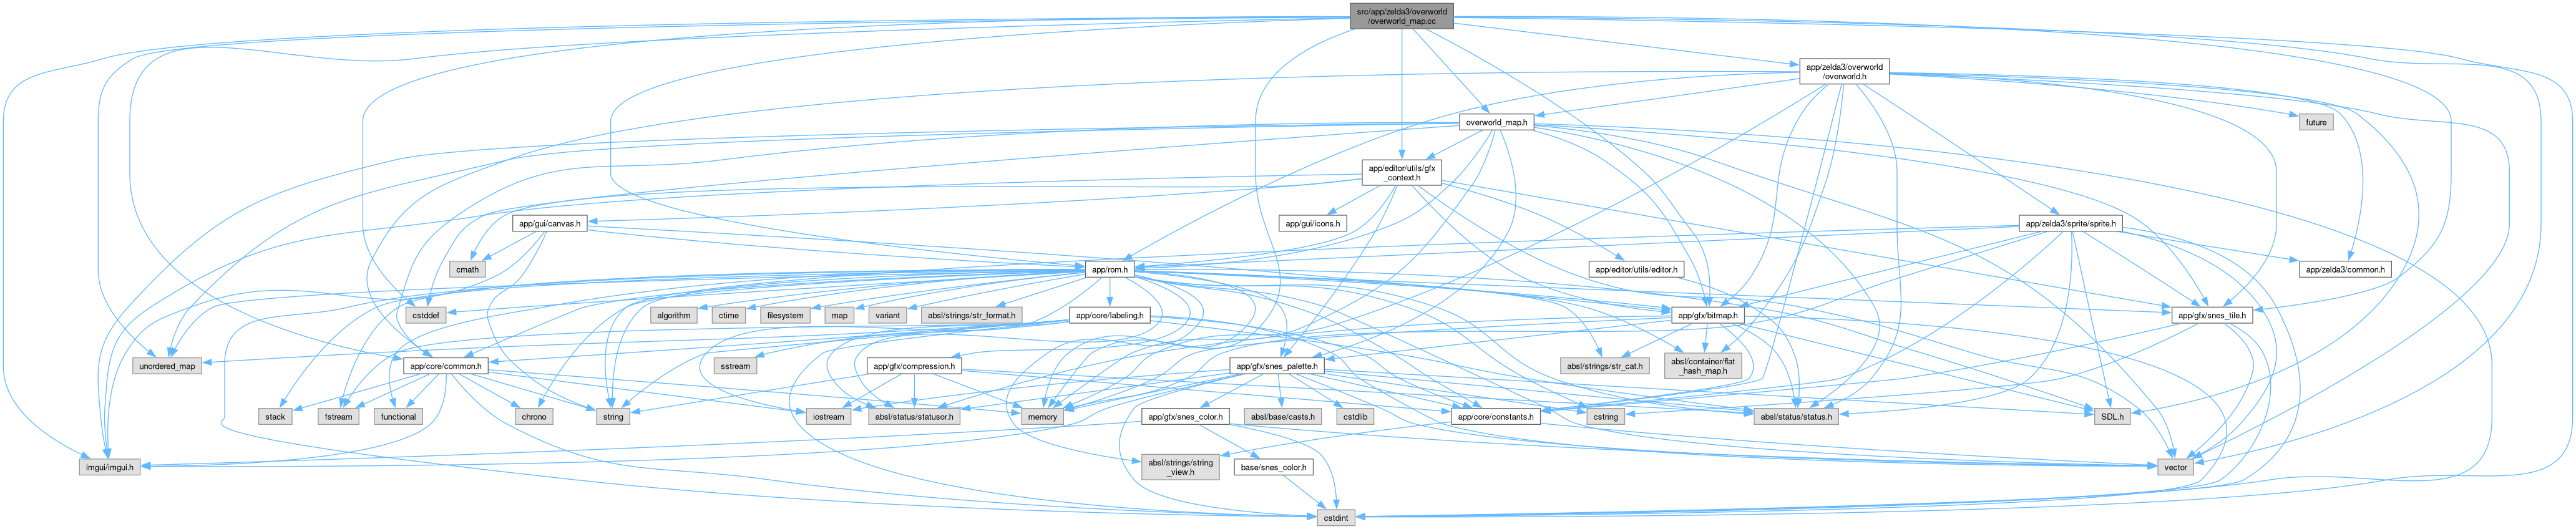 src/app/zelda3/overworld
/overworld_map.cc
app/zelda3/overworld
/overworld.h
overworld_map.h
future
app/editor/utils/gfx
_context.h
app/gui/canvas.h
app/gui/icons.h
app/zelda3/sprite/sprite.h
cmath
app/rom.h
app/editor/utils/editor.h
app/zelda3/common.h
cstddef
algorithm
ctime
filesystem
map
variant
absl/strings/str_format.h
app/core/labeling.h
app/gfx/bitmap.h
app/gfx/snes_tile.h
unordered_map
app/core/common.h
sstream
app/gfx/compression.h
app/gfx/snes_palette.h
absl/strings/str_cat.h
absl/container/flat
_hash_map.h
stack
fstream
functional
chrono
string
iostream
absl/status/statusor.h
memory
app/gfx/snes_color.h
absl/base/casts.h
cstdlib
app/core/constants.h
cstring
absl/status/status.h
SDL.h
imgui/imgui.h
absl/strings/string
_view.h
base/snes_color.h
vector
cstdint